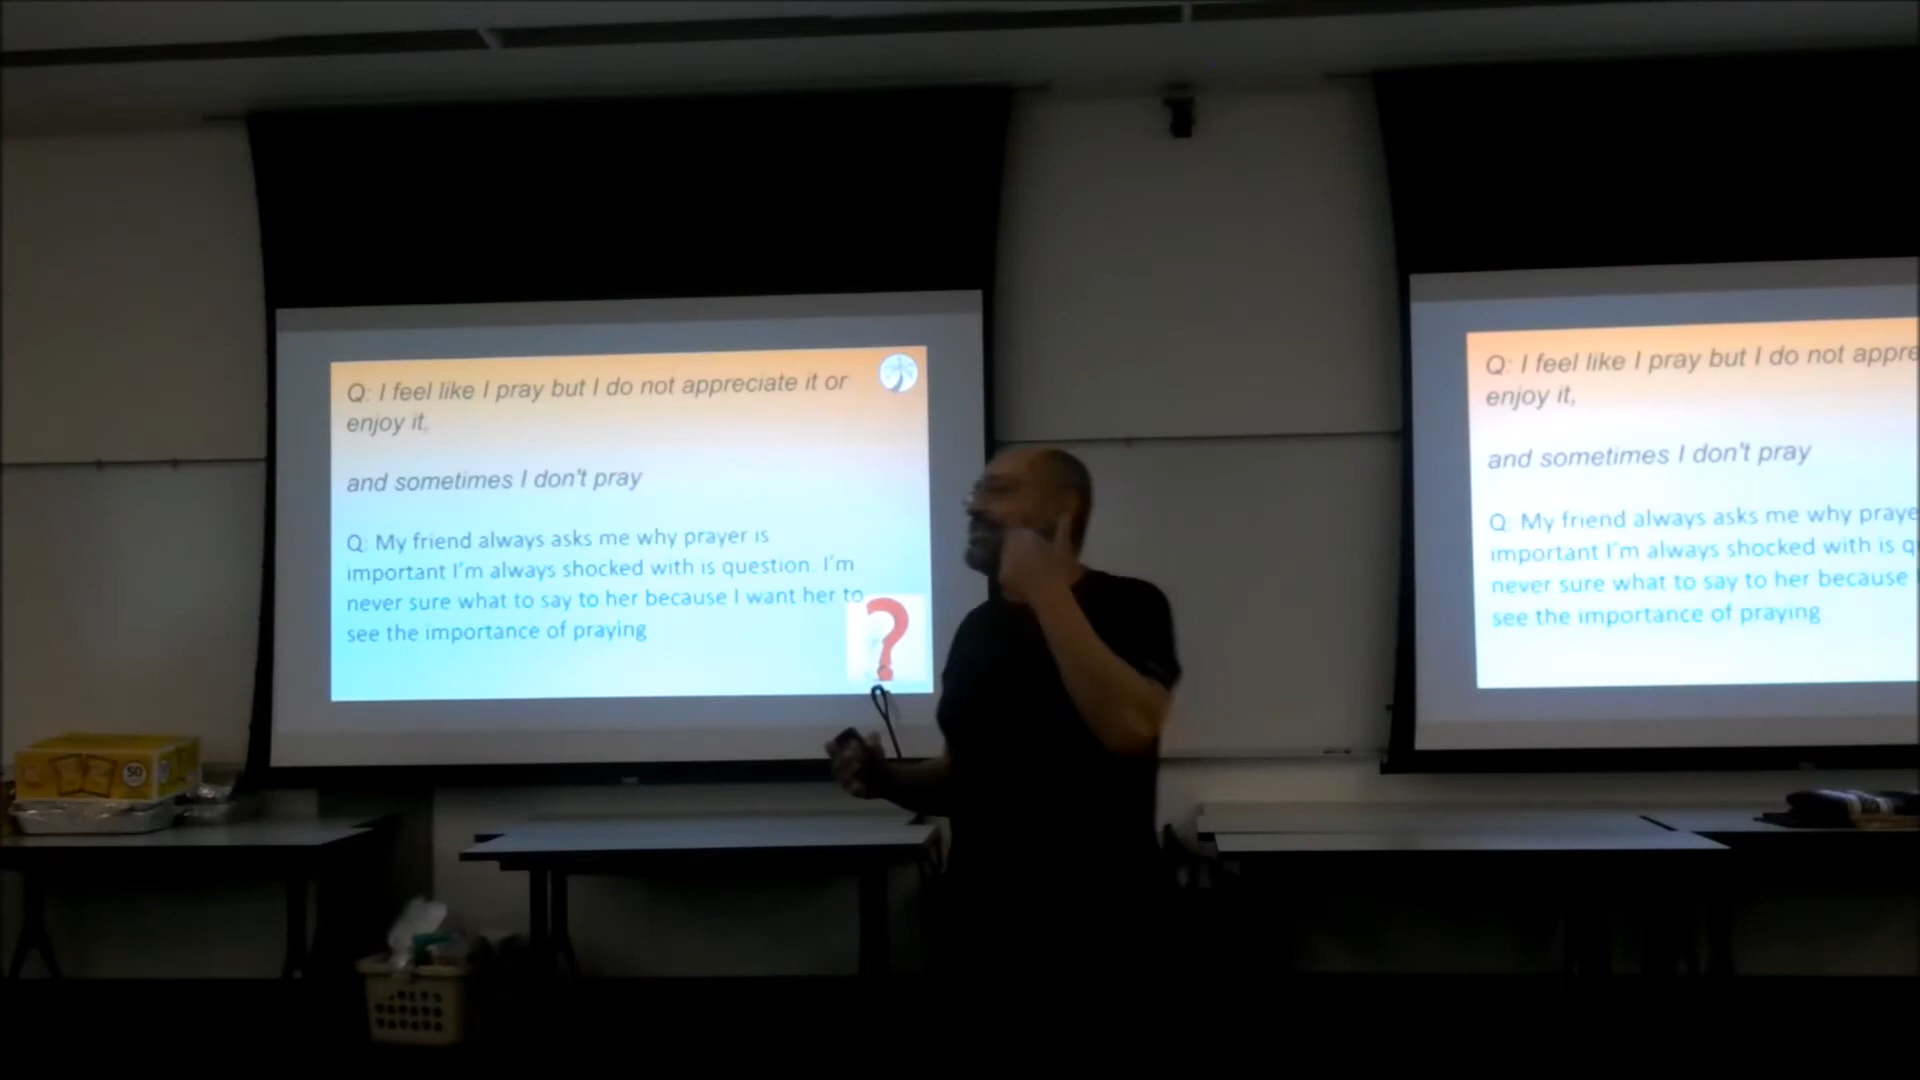 Q: I feel like I pray but I do not appreciate it or
enjoy it,
and sometimes I don't pray
Q: My friend always asks me why prayer is
important I'm always shocked with is question. I'm
never sure what to say to her because I want her to
see the importance of praying
?
Q: I feel like I pray but I do not appre
enjoy it,
and sometimes I don't pray
Q: My friend always asks me why praye
important I'm always shocked with is q
never sure what to say to her because
see the importance of praying
50